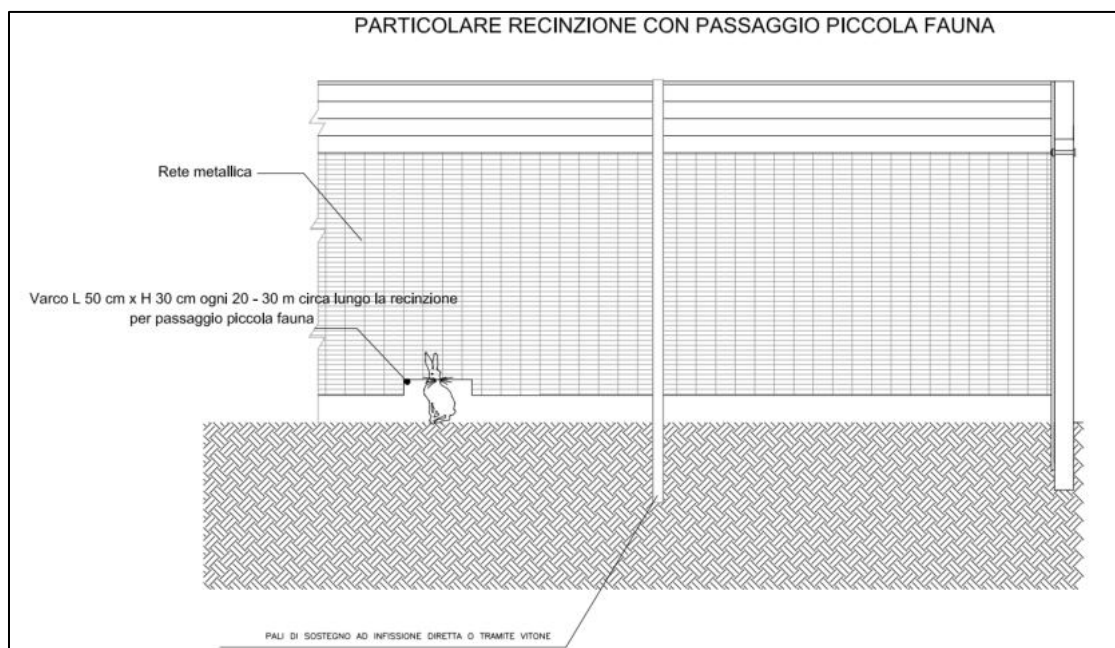 PARTICOLARE RECINZIONE CON PASSAGGIO PICCOLA FAUNA
Rete metallica
Varco L 50 cm x H 30 cm ogni 20 - 30 m circa lungo la recinzione
per passaggio piccola fauna
PALI DI SOSTEGNO AD INFISSIONE DIRETTA O TRAMITE VITONE